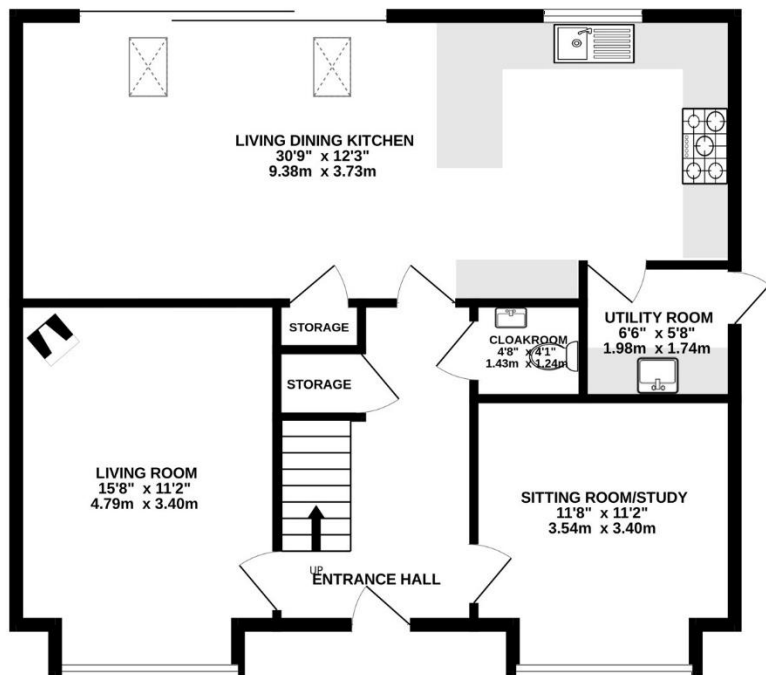 LIVING DINING KITCHEN
30'9" x 12'3"
9.38m x 3.73m
STORAGE
CLOAKROOM
4'8" x 4'1"
1.43m x 1.24m
UTILITY ROOM
6'6" x 5'8"
1.98m x 1.74m
STORAGE
LIVING ROOM
15'8" x 11'2"
4.79m x 3.40m
SITTING ROOM/STUDY
11'8" x 11'2"
3.54m x 3.40m
UP
ENTRANCE HALL